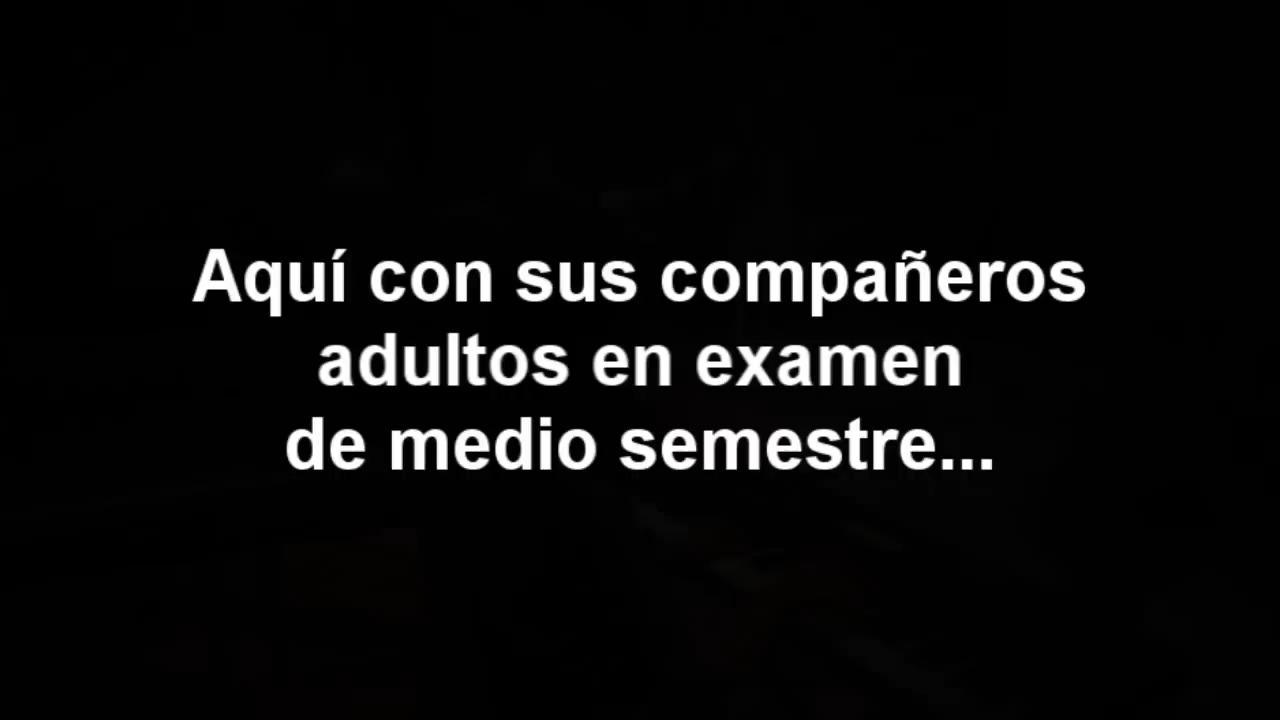 Aquí con sus compañeros
adultos en examen
de medio semestre...